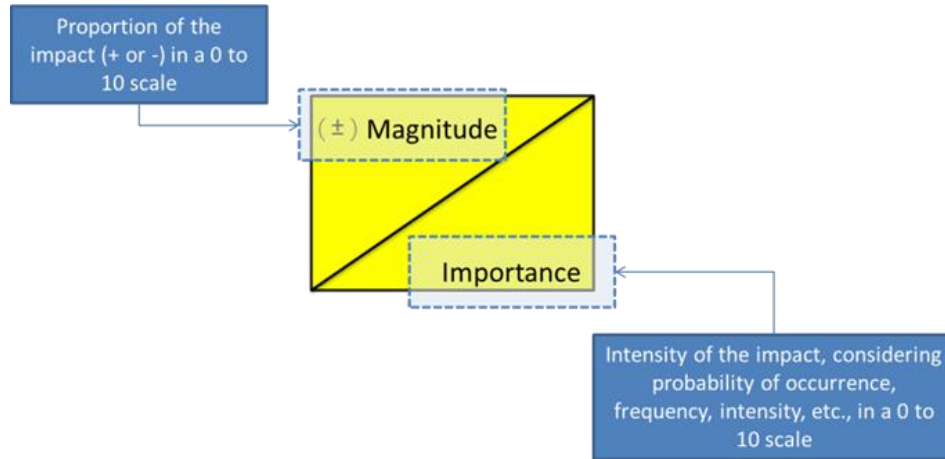 Proportion of the
impact (+ or -) in a 0 to
10 scale
(±) Magnitude
Importance
Intensity of the impact, considering
probability of occurrence,
frequency, intensity, etc., in a 0 to
10 scale